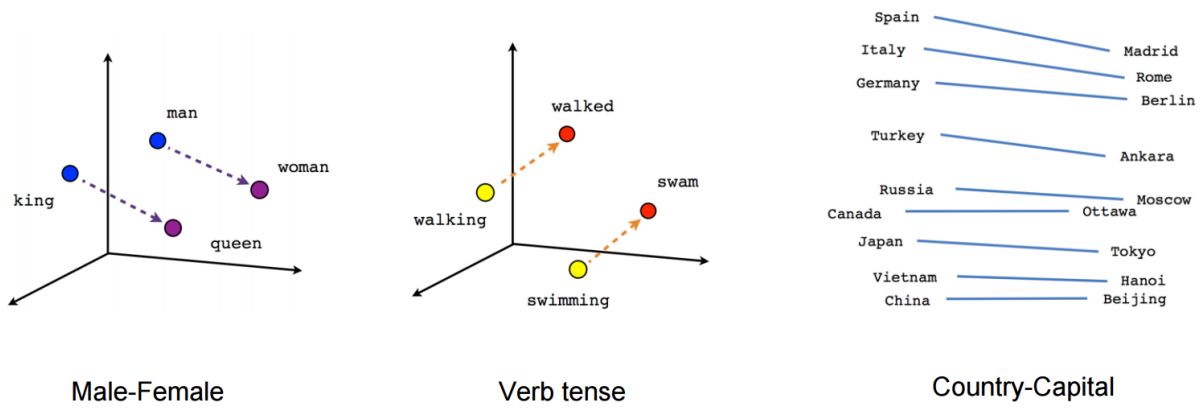 man
woman
king
queen
Male-Female
walked
swam
walking
swimming
Verb tense
Spain
Madrid
Italy
Rome
Germany
Berlin
Turkey
Ankara
Russia
Moscow
Canada
Ottawa
Japan
Tokyo
Vietnam
Hanoi
China
Beijing
Country-Capital